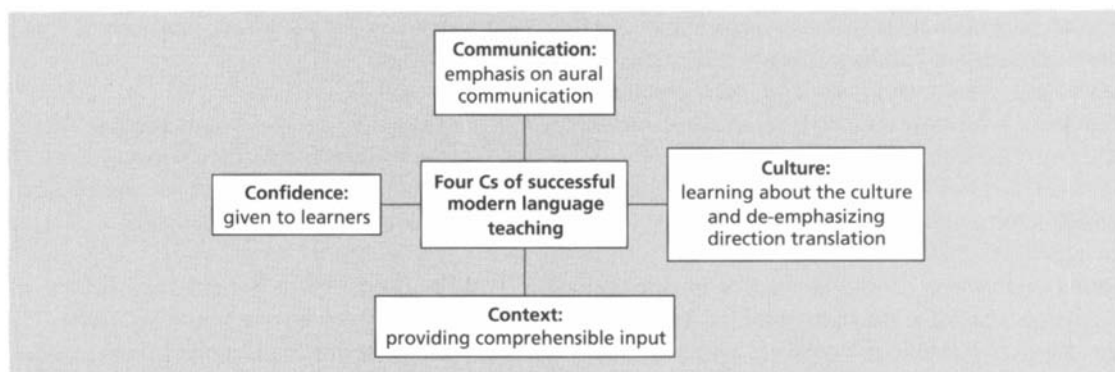 Communication:
emphasis on aural
communication
Confidence:
given to learners
Four Cs of successful
modern language
teaching
Culture:
learning about the culture
and de-emphasizing
direction translation
Context:
providing comprehensible input